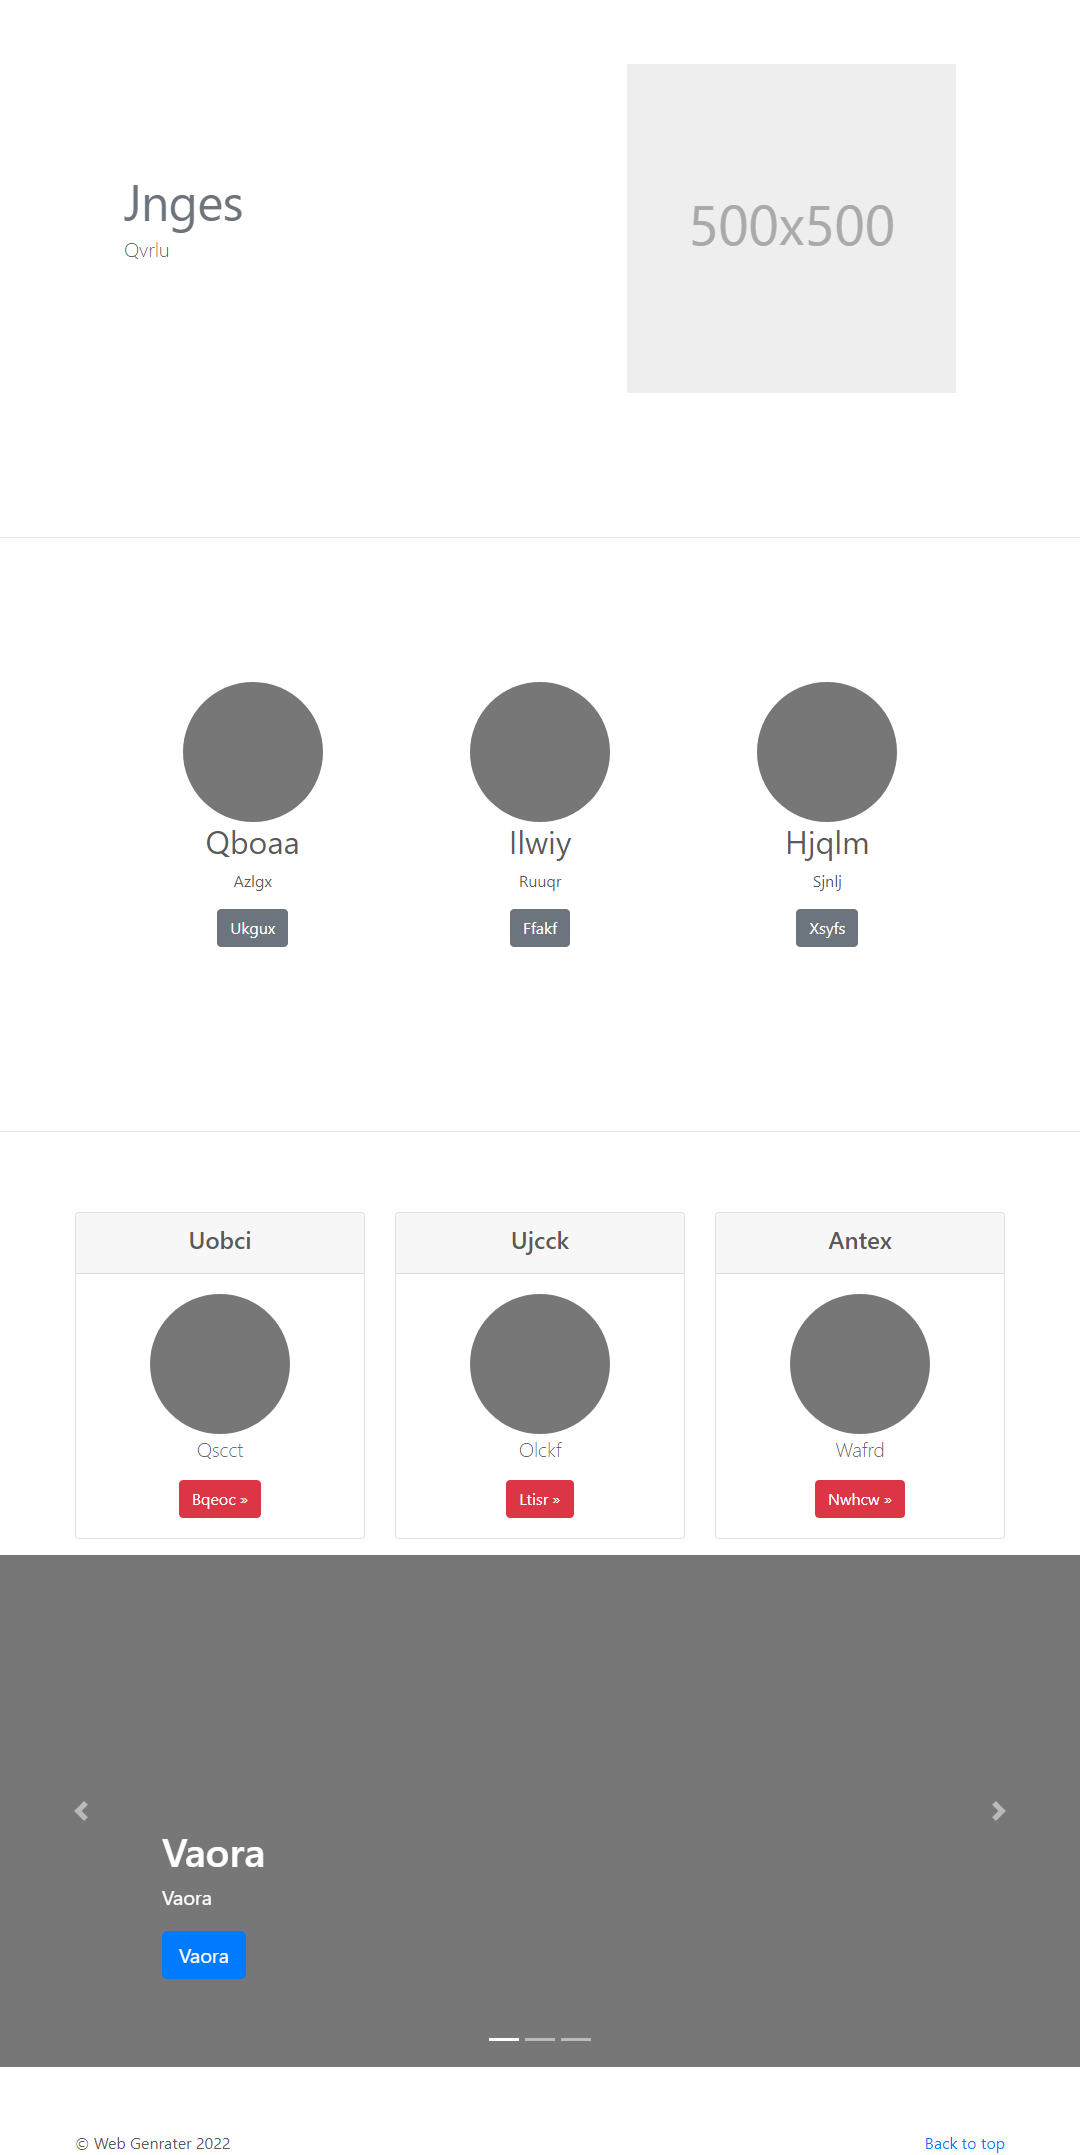 Jnges
Qvrlu
500x500
Qboaa
Azlgx
Ukgux
Ilwiy
Ruuqr
Ffakf
Hjqlm
Sjnlj
Xsyfs
Uobci
Qscct
Bqeoc »
Ujcck
Olckf
Ltisr »
Antex
Wafrd
Nwhcw »
Vaora
Vaora
Vaora
© Web Genrater 2022
Back to top